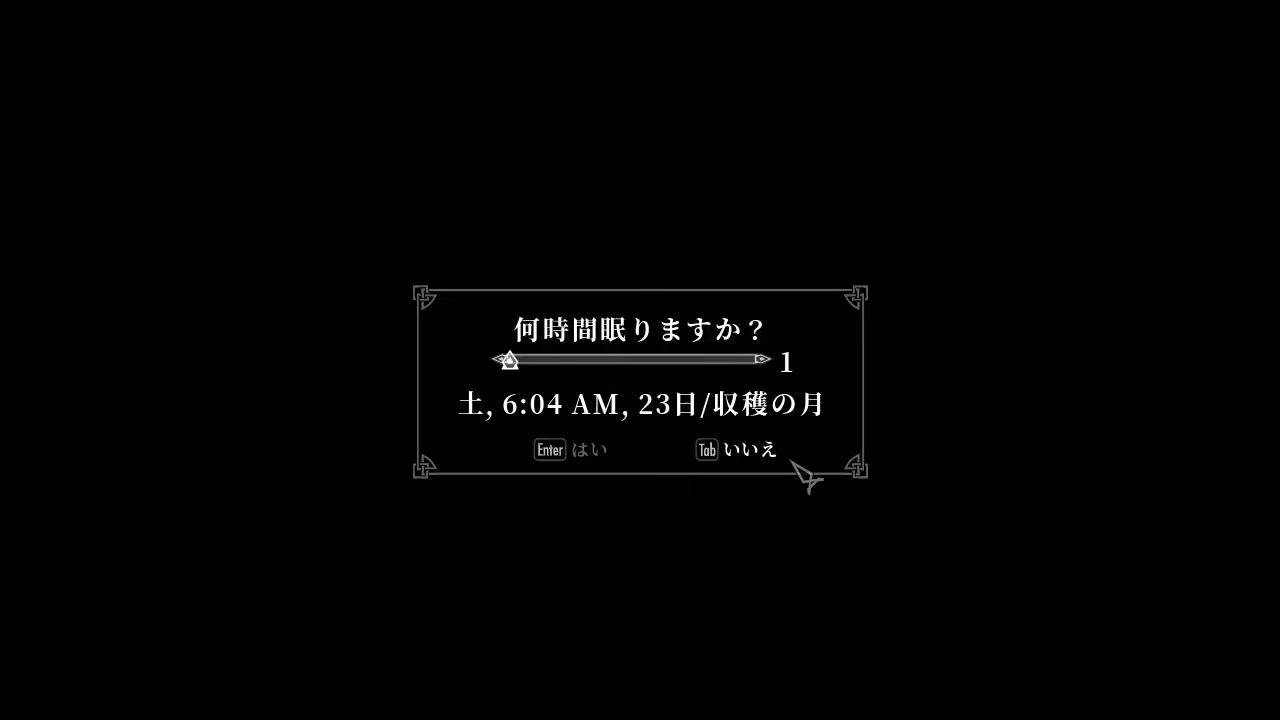 何時間眠りますか？
1
土, 6:04 AM, 23日/収穫の月
Enter はい Tab いいえ